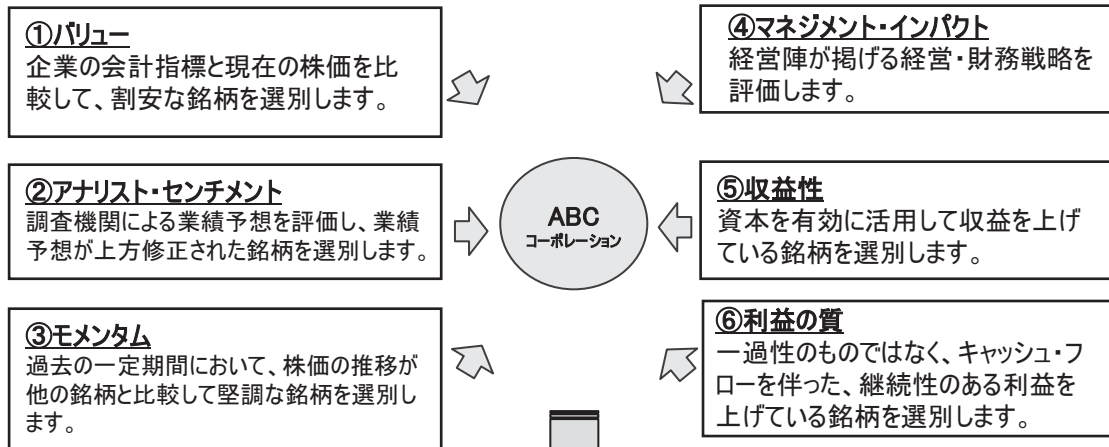 ①バリュー
企業の会計指標と現在の株価を比
較して、割安な銘柄を選別します。
②アナリスト・センチメント
調査機関による業績予想を評価し、業績
予想が上方修正された銘柄を選別します。
③モメンタム
過去の一定期間において、株価の推移が
他の銘柄と比較して堅調な銘柄を選別し
ます。
ABC
コーポレーション
④マネジメント・インパクト
経営陣が掲げる経営・財務戦略を
評価します。
⑤収益性
資本を有効に活用して収益を上げ
ている銘柄を選別します。
⑥利益の質
一過性のものではなく、キャッシュ・フ
ローを伴った、継続性のある利益を
上げている銘柄を選別します。